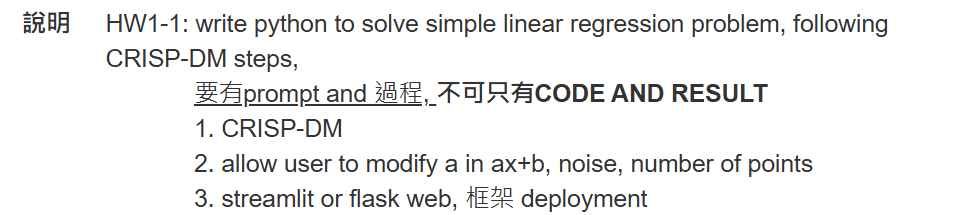 說明 HW1-1: write python to solve simple linear regression problem, following
CRISP-DM steps,
要有prompt and 過程, 不可只有CODE AND RESULT
1. CRISP-DM
2. allow user to modify a in ax+b, noise, number of points
3. streamlit or flask web, 框架 deployment